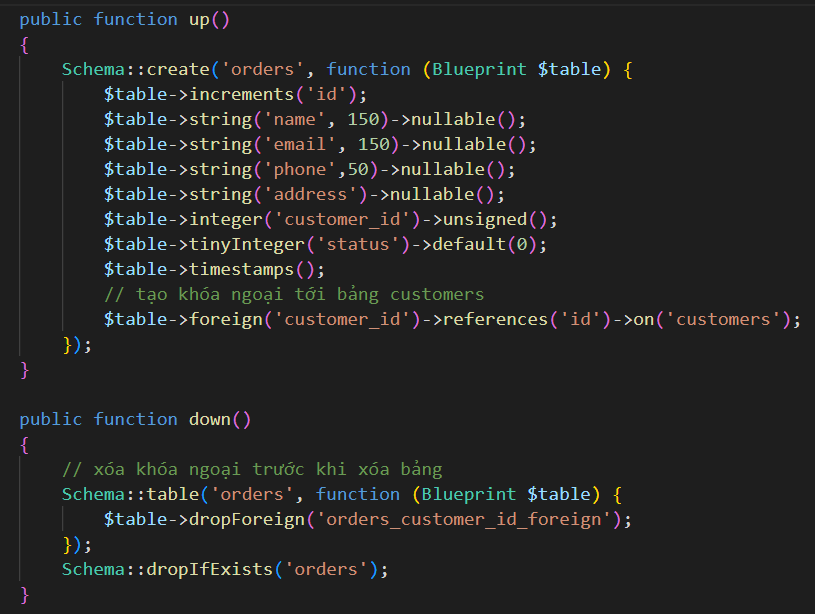 public function up()
{
    Schema::create('orders', function (Blueprint $table) {
        $table->increments('id');
        $table->string('name', 150)->nullable();
        $table->string('email', 150)->nullable();
        $table->string('phone',50)->nullable();
        $table->string('address')->nullable();
        $table->integer('customer_id')->unsigned();
        $table->tinyInteger('status')->default(0);
        $table->timestamps();
        // tạo khóa ngoại tới bảng customers
        $table->foreign('customer_id')->references('id')->on('customers');
    });
}

public function down()
{
    // xóa khóa ngoại trước khi xóa bảng
    Schema::table('orders', function (Blueprint $table) {
        $table->dropForeign('orders_customer_id_foreign');
    });
    Schema::dropIfExists('orders');
}